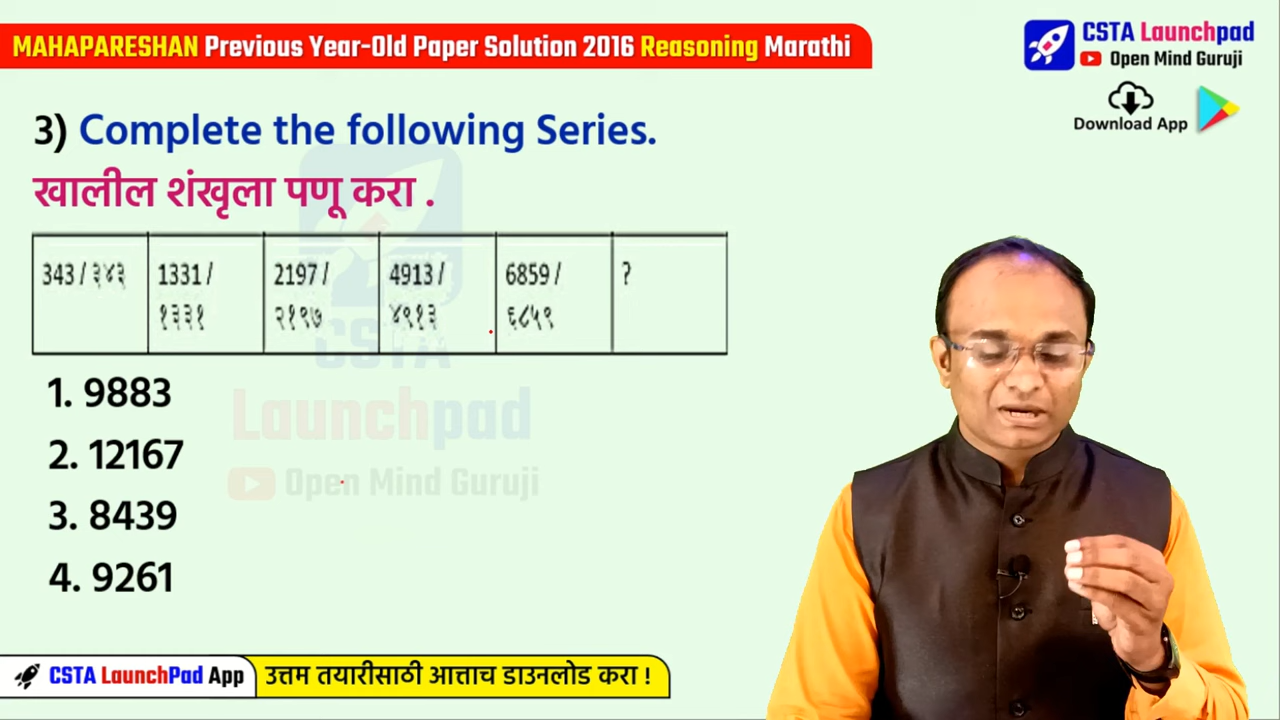 MAHAPARESHAN Previous Year-Old Paper Solution 2016 Reasoning Marathi
CSTA Launchpad
Open Mind Guruji
Download App
3) Complete the following Series.
खालील शंखृला पणू करा .
343 / ३४३ 1331 / १३३१ 2197 / २१९७ 4913 / ४९१३ 6859 / ६८५९ ?
CSTA
Launchpad
Open Mind Guruji
1. 9883
2. 12167
3. 8439
4. 9261
CSTA LaunchPad App उत्तम तयारीसाठी आत्ताच डाउनलोड करा !